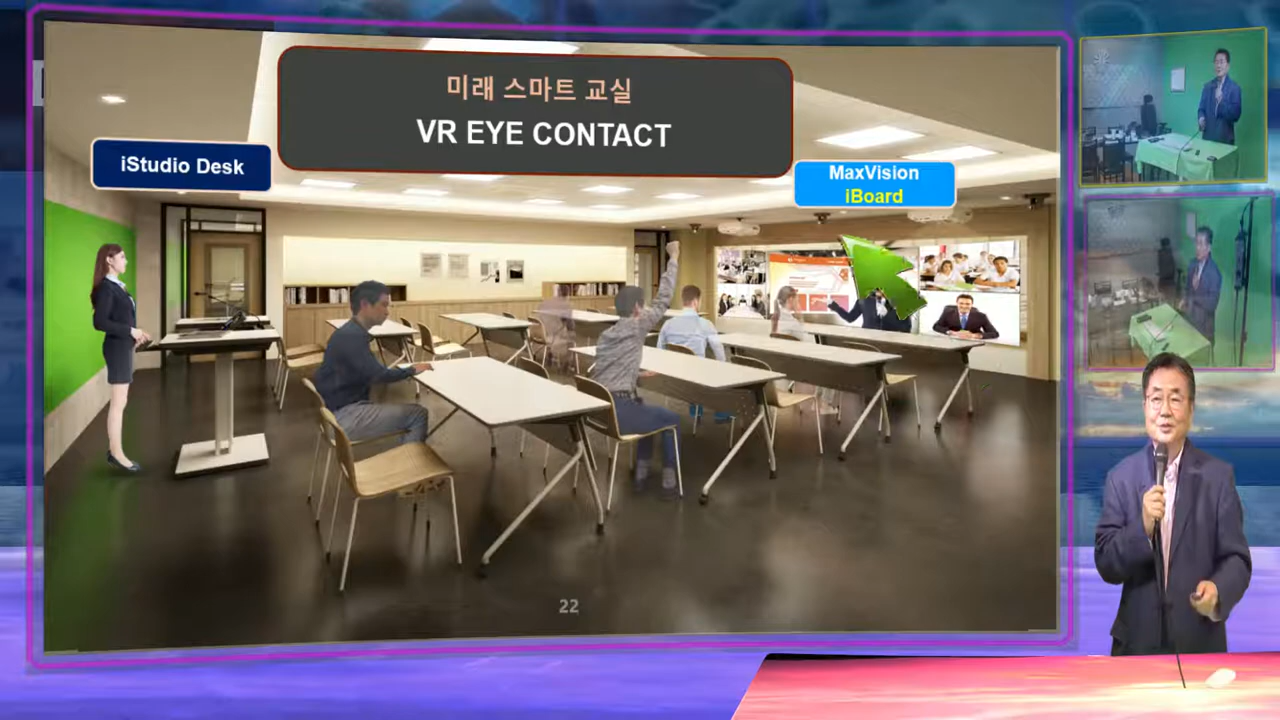 미래 스마트 교실
VR EYE CONTACT
iStudio Desk
MaxVision
iBoard
22